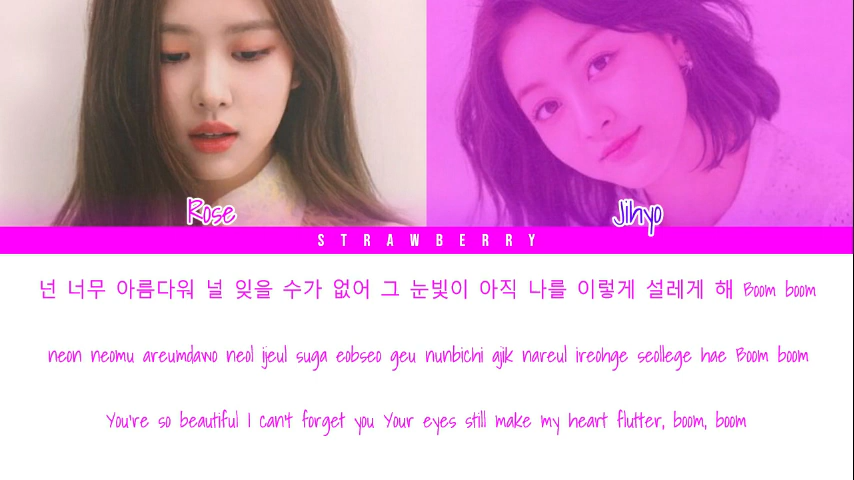 Rose
Jihyo
STRAWBERRY
넌 너무 아름다워 널 잊을 수가 없어 그 눈빛이 아직 나를 이렇게 설레게 해 Boom boom
neon neomu areumdawo neol ijeul suga eobseo geu nunbichi ajik nareul ireohge seollege hae Boom boom
You're so beautiful I can't forget you Your eyes still make my heart flutter, boom, boom